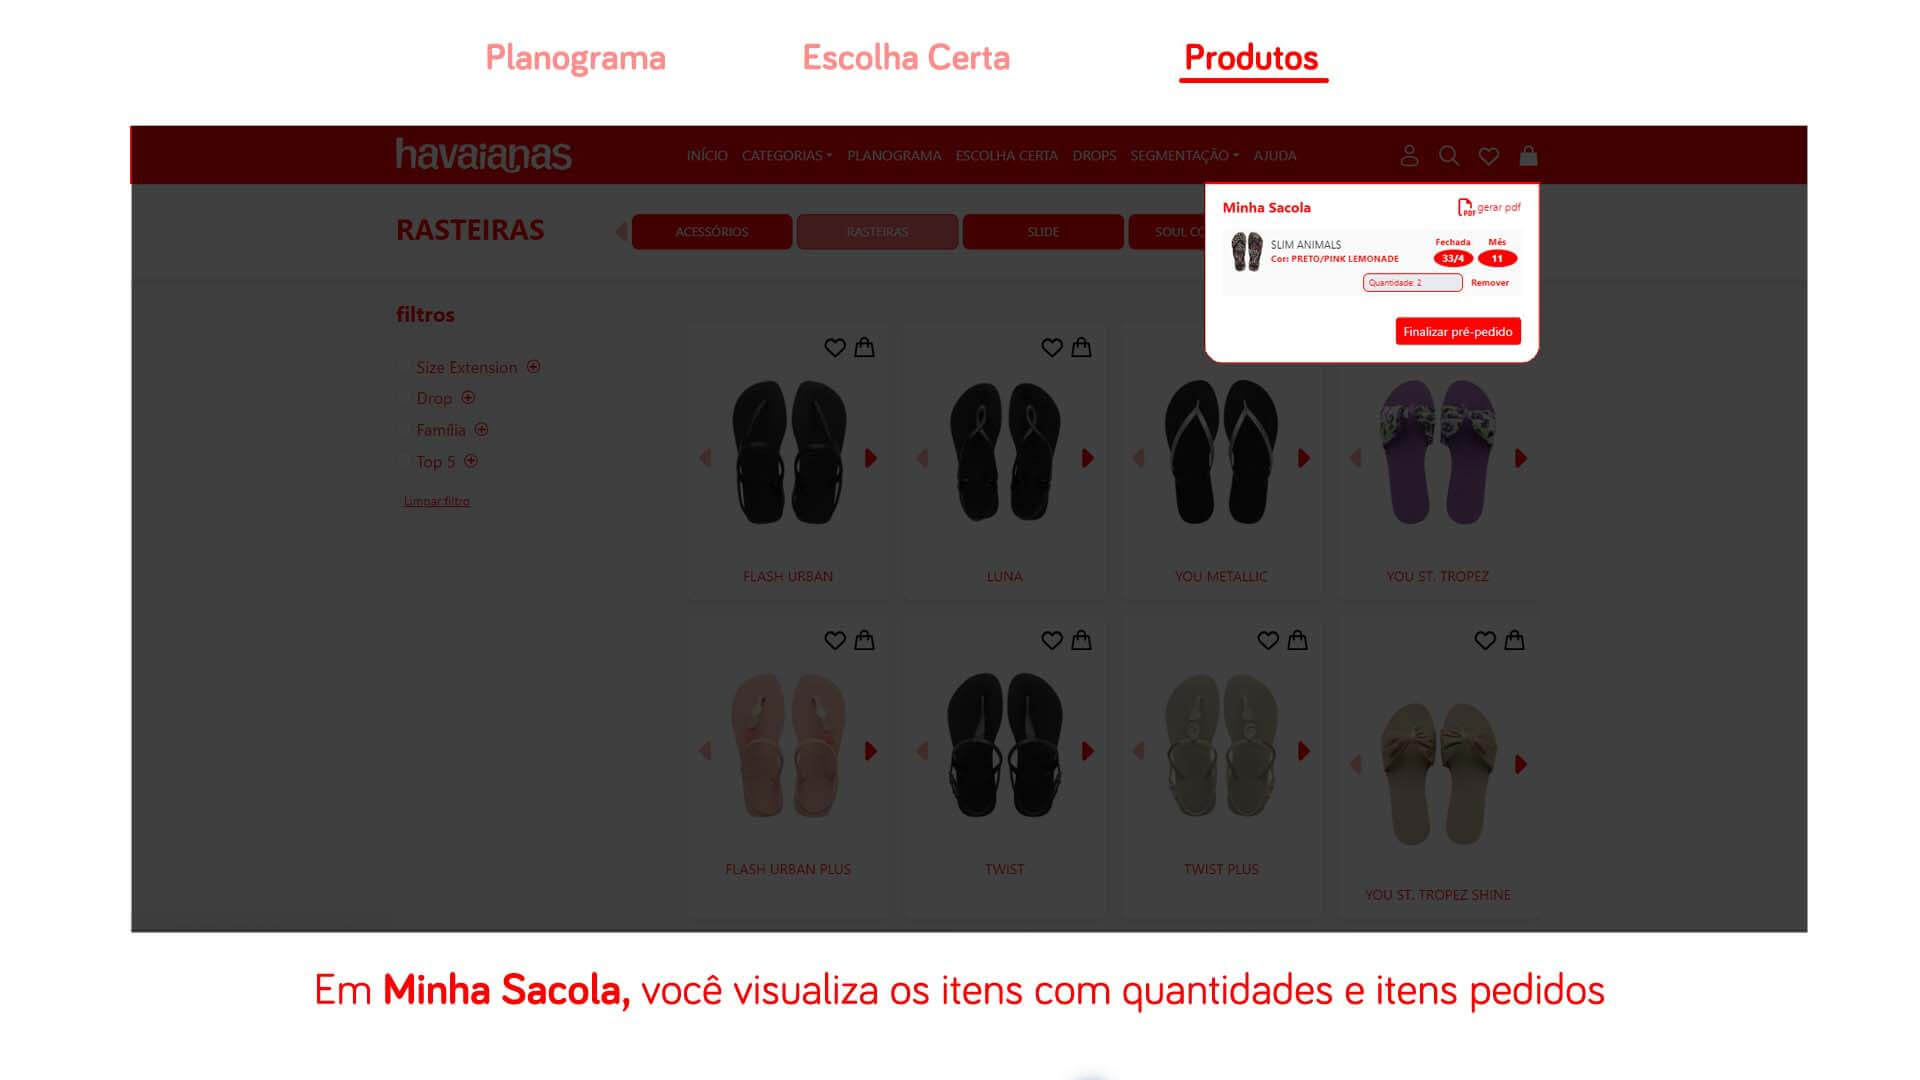 Planograma Escolha Certa Produtos
havaianas INÍCIO CATEGORIAS PLANOGRAMA ESCOLHA CERTA DROPS SEGMENTAÇÃO AJUDA
RASTEIRAS ACESSÓRIOS RASTEIRAS SLIDE SOUL CO
Minha Sacola PDF gerar pdf
SLIM ANIMALS Fechada Mês
Cor: PRETO/PINK LEMONADE 33/4 11
Quantidade: 2 Remover
Finalizar pré-pedido
filtros
Size Extension
Drop
Família
Top 5
Limpar filtro
FLASH URBAN LUNA YOU METALLIC YOU ST. TROPEZ
FLASH URBAN PLUS TWIST TWIST PLUS YOU ST. TROPEZ SHINE
Em Minha Sacola, você visualiza os itens com quantidades e itens pedidos